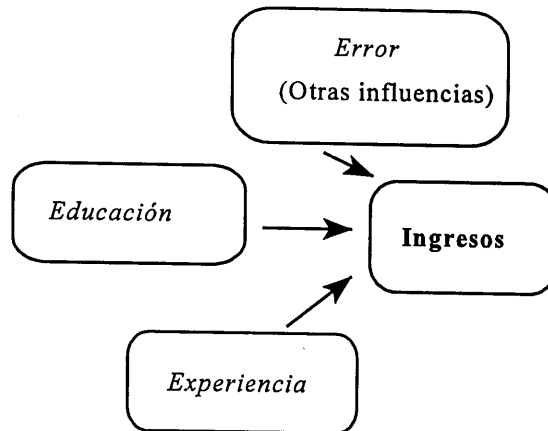 Error
(Otras influencias)
Educación
Ingresos
Experiencia